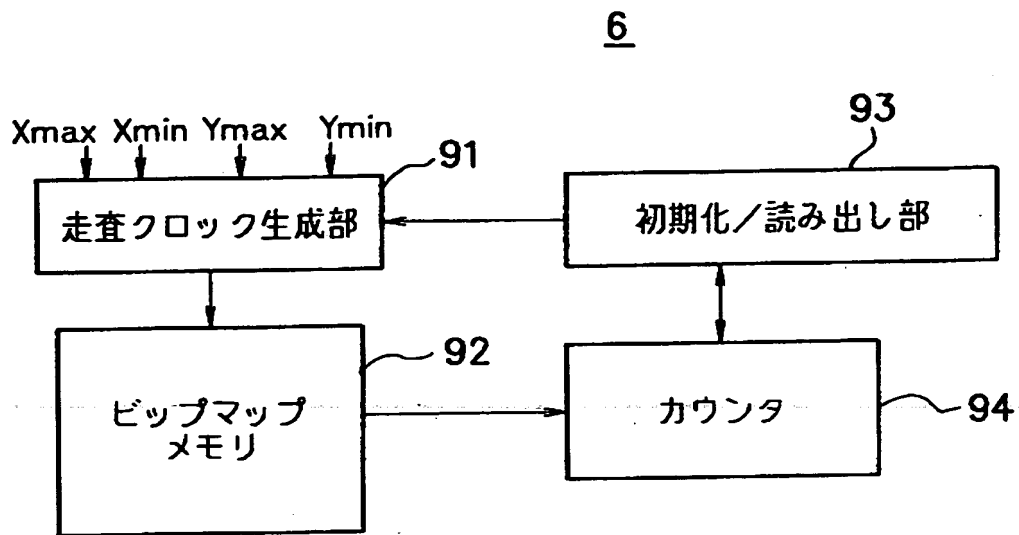 6
Xmax Xmin Ymax Ymin
91
93
走査クロック生成部
初期化／読み出し部
92
ビップマップ
メモリ
カウンタ
94